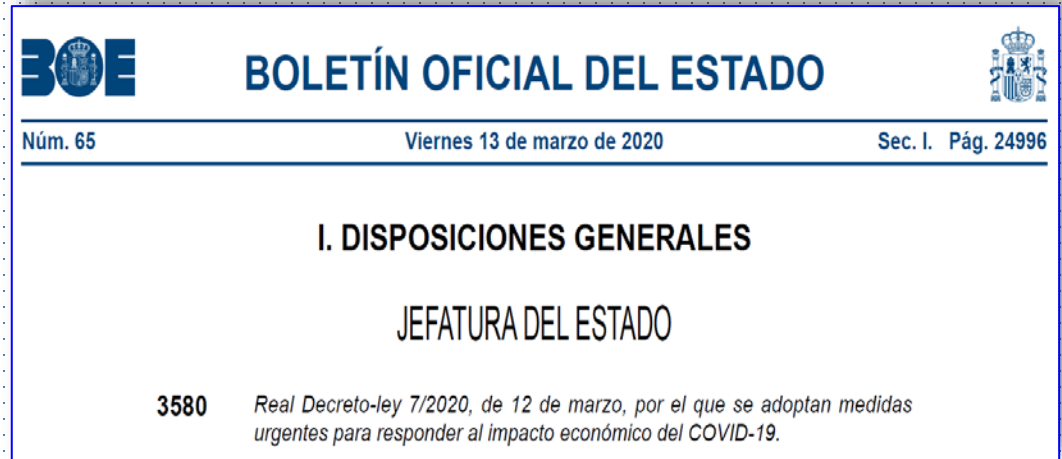 BOE
BOLETÍN OFICIAL DEL ESTADO
Núm. 65 Viernes 13 de marzo de 2020 Sec. I. Pág. 24996
I. DISPOSICIONES GENERALES
JEFATURA DEL ESTADO
3580 Real Decreto-ley 7/2020, de 12 de marzo, por el que se adoptan medidas
urgentes para responder al impacto económico del COVID-19.